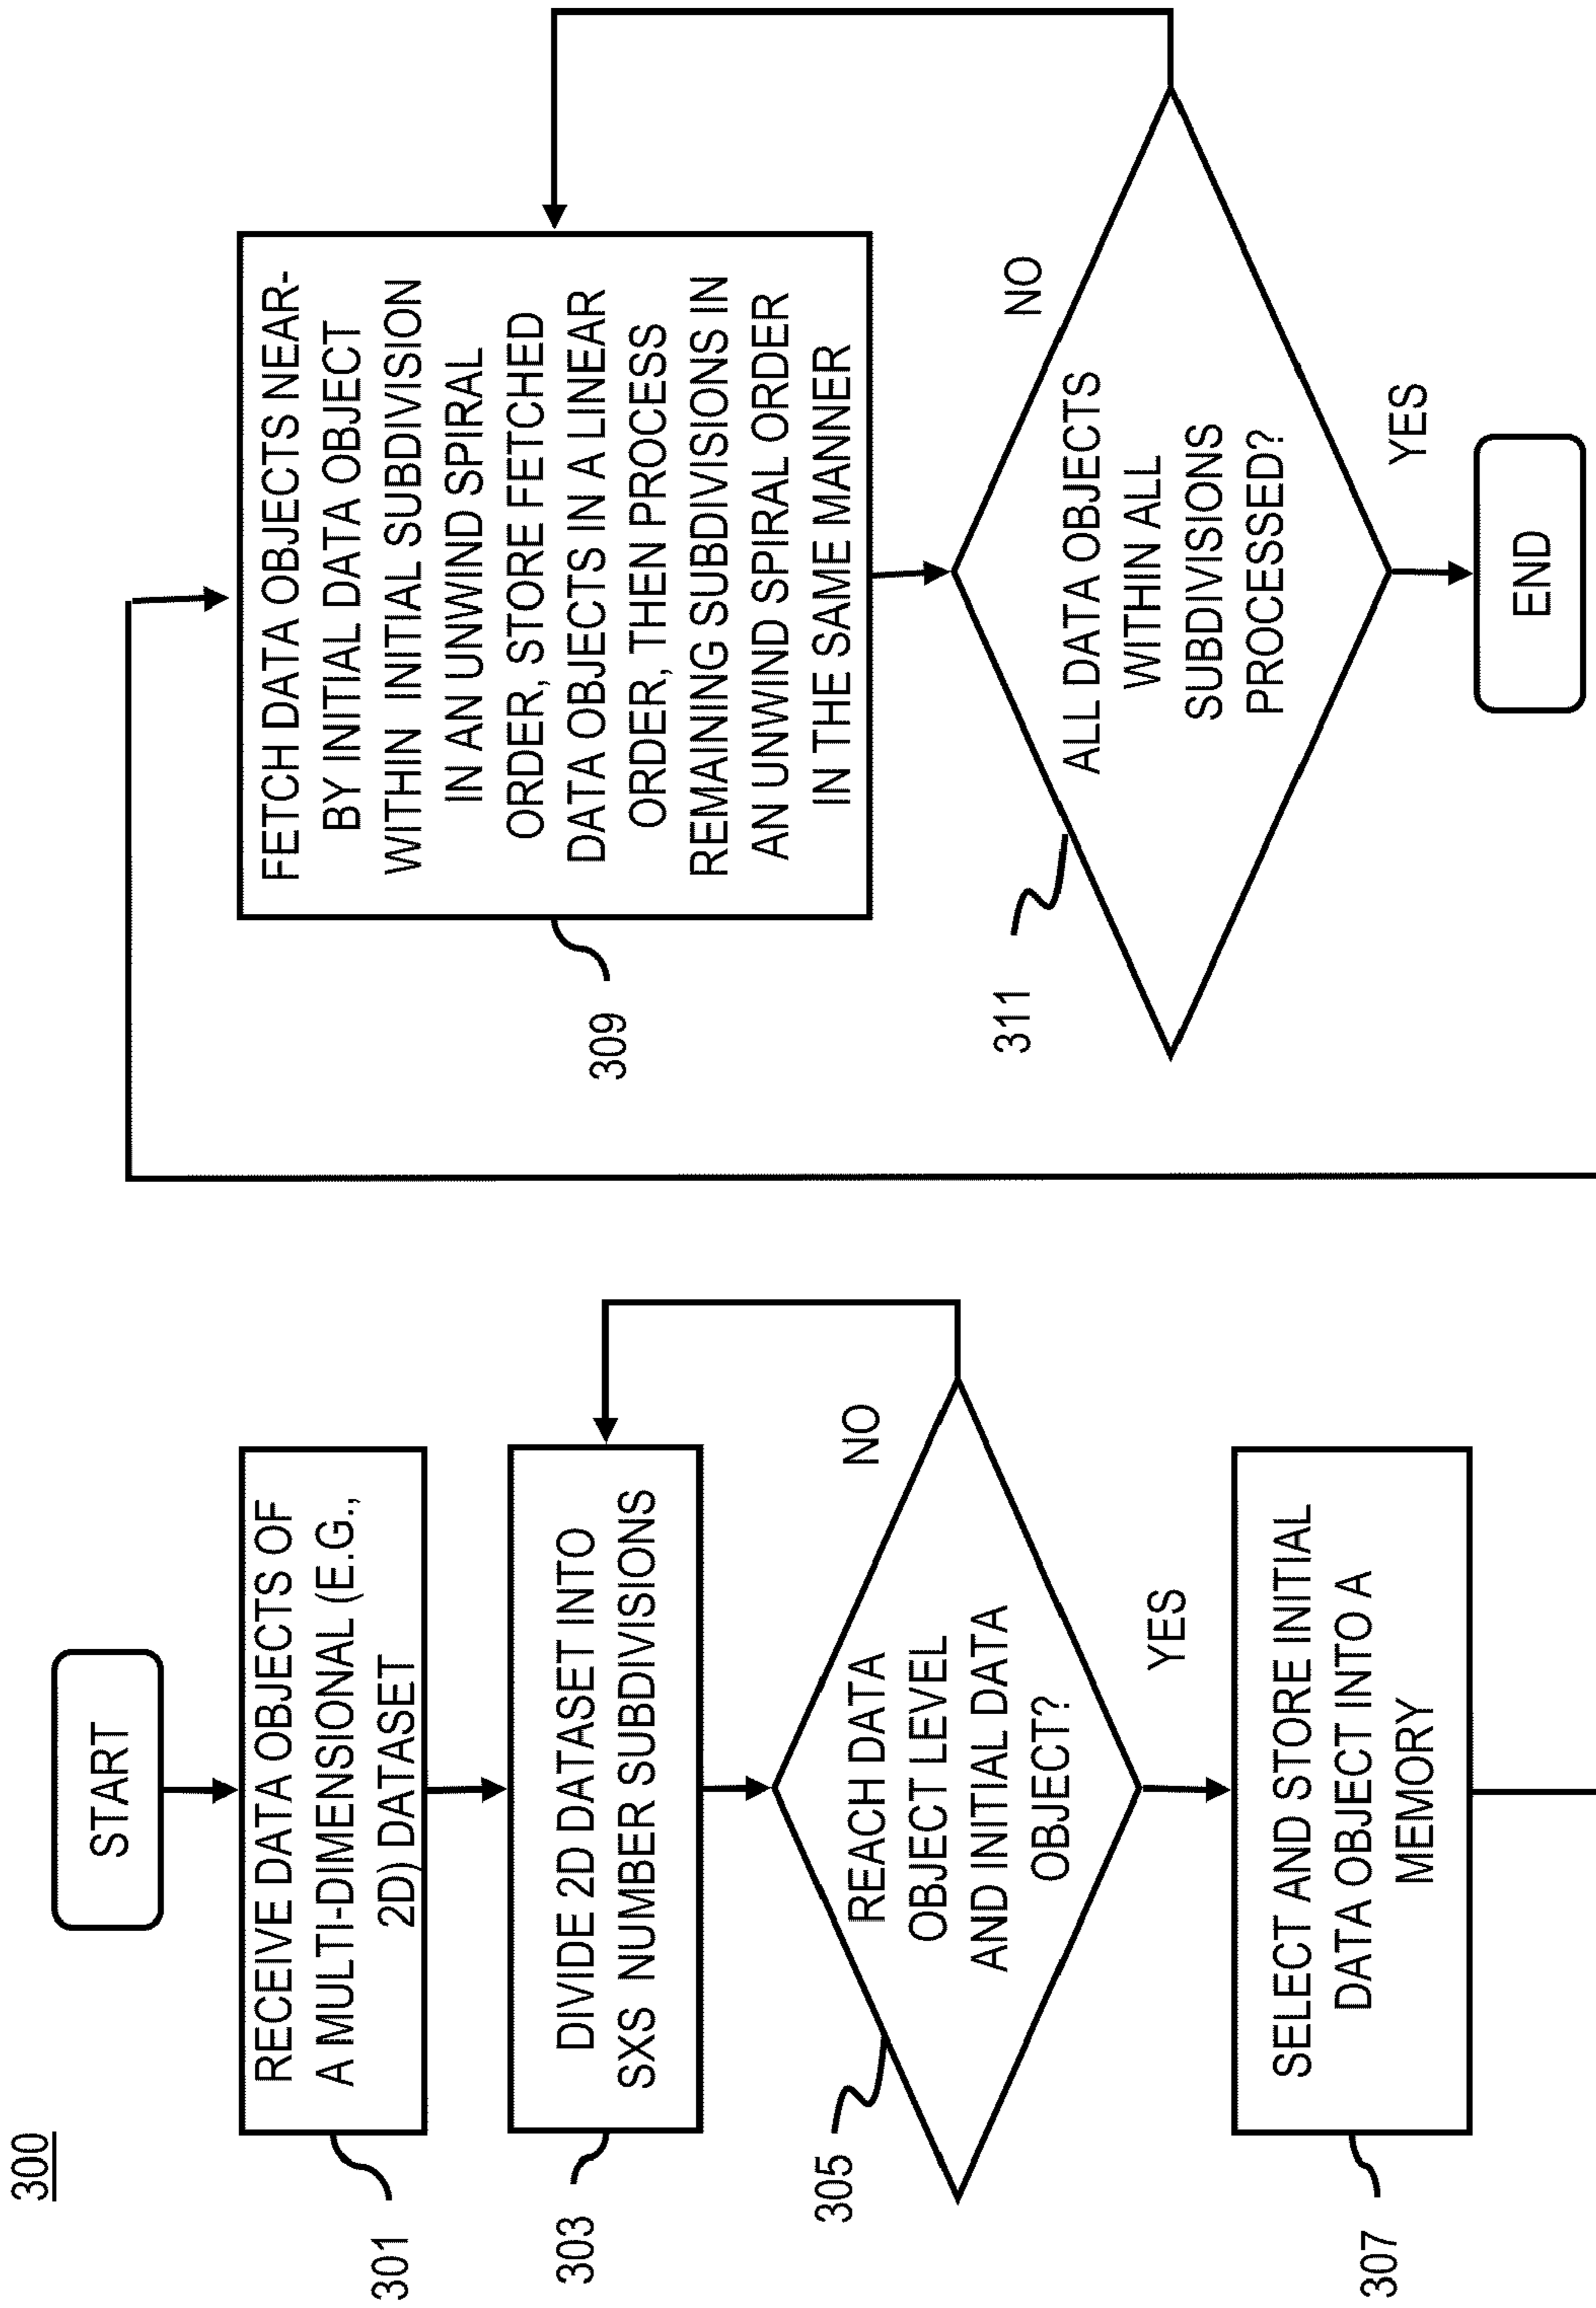 300
START
RECEIVE DATA OBJECTS OF
A MULTI-DIMENSIONAL (E.G.,
2D) DATASET
301
DIVIDE 2D DATASET INTO
SXS NUMBER SUBDIVISIONS
303
REACH DATA
OBJECT LEVEL
AND INITIAL DATA
OBJECT?
305
NO
YES
SELECT AND STORE INITIAL
DATA OBJECT INTO A
MEMORY
307
FETCH DATA OBJECTS NEAR-
BY INITIAL DATA OBJECT
WITHIN INITIAL SUBDIVISION
IN AN UNWIND SPIRAL
ORDER, STORE FETCHED
DATA OBJECTS IN A LINEAR
ORDER, THEN PROCESS
REMAINING SUBDIVISIONS IN
AN UNWIND SPIRAL ORDER
IN THE SAME MANNER
309
ALL DATA OBJECTS
WITHIN ALL
SUBDIVISIONS
PROCESSED?
311
NO
YES
END